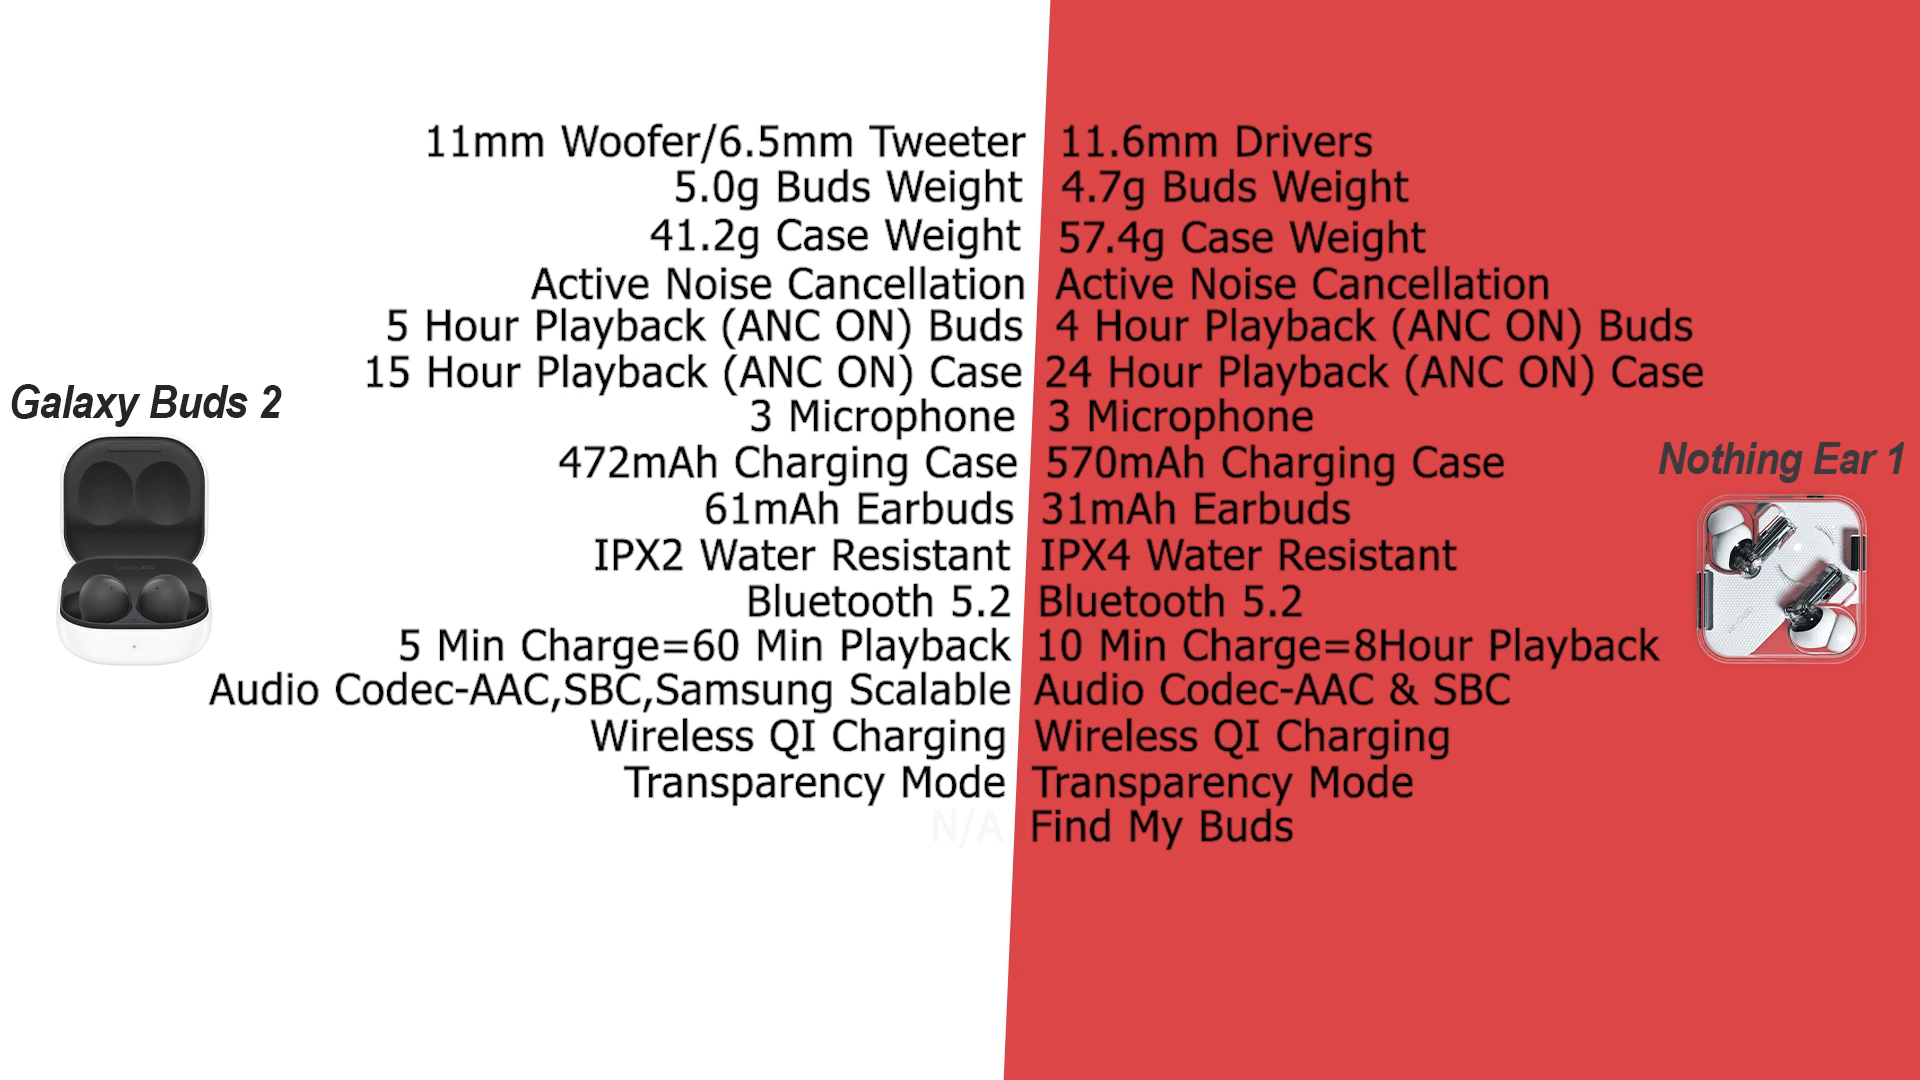 11mm Woofer/6.5mm Tweeter
5.0g Buds Weight
41.2g Case Weight
Active Noise Cancellation
5 Hour Playback (ANC ON) Buds
15 Hour Playback (ANC ON) Case
3 Microphone
472mAh Charging Case
61mAh Earbuds
IPX2 Water Resistant
Bluetooth 5.2
5 Min Charge=60 Min Playback
Audio Codec-AAC,SBC,Samsung Scalable
Wireless QI Charging
Transparency Mode
N/A
Galaxy Buds 2
11.6mm Drivers
4.7g Buds Weight
57.4g Case Weight
Active Noise Cancellation
4 Hour Playback (ANC ON) Buds
24 Hour Playback (ANC ON) Case
3 Microphone
570mAh Charging Case
31mAh Earbuds
IPX4 Water Resistant
Bluetooth 5.2
10 Min Charge=8Hour Playback
Audio Codec-AAC & SBC
Wireless QI Charging
Transparency Mode
Find My Buds
Nothing Ear 1